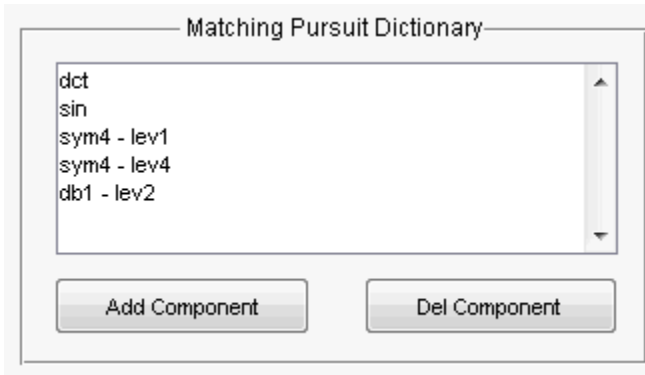 Matching Pursuit Dictionary
dct
sin
sym4 - lev1
sym4 - lev4
db1 - lev2
Add Component
Del Component